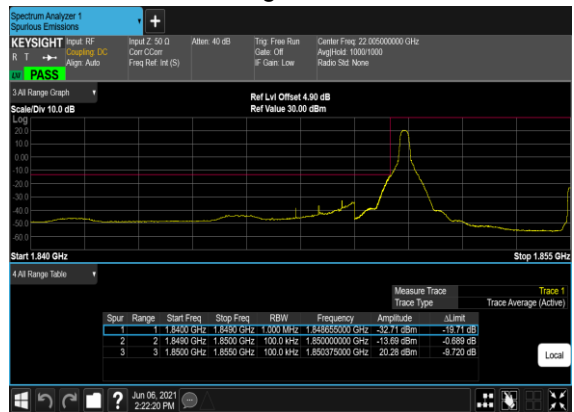 Spectrum Analyzer 1
Spurious Emissions
KEYSIGHT Input: RF Input Z: 50 Ω Atten: 40 dB Trig: Free Run Center Freq: 22.005000000 GHz
R T Coupling: DC Corr CCorr Gate: Off Avg|Hold: 1000/1000
Align: Auto Freq Ref: Int (S) IF Gain: Low Radio Std: None
LXI PASS
3 All Range Graph
Ref Lvl Offset 4.90 dB
Scale/Div 10.0 dB Ref Value 30.00 dBm
Log
20.0
10.0
0.00
-10.0
-20.0
-30.0
-40.0
-50.0
-60.0
Start 1.840 GHz Stop 1.855 GHz
4 All Range Table
Measure Trace Trace 1
Trace Type Trace Average (Active)
Spur Range Start Freq Stop Freq RBW Frequency Amplitude ΔLimit
1 1 1.8400 GHz 1.8490 GHz 1.000 MHz 1.848655000 GHz -32.71 dBm -19.71 dB
2 2 1.8490 GHz 1.8500 GHz 100.0 kHz 1.850000000 GHz -13.69 dBm -0.689 dB
3 3 1.8500 GHz 1.8550 GHz 100.0 kHz 1.850375000 GHz 20.28 dBm -9.720 dB
Local
? Jun 06, 2021
2:22:20 PM